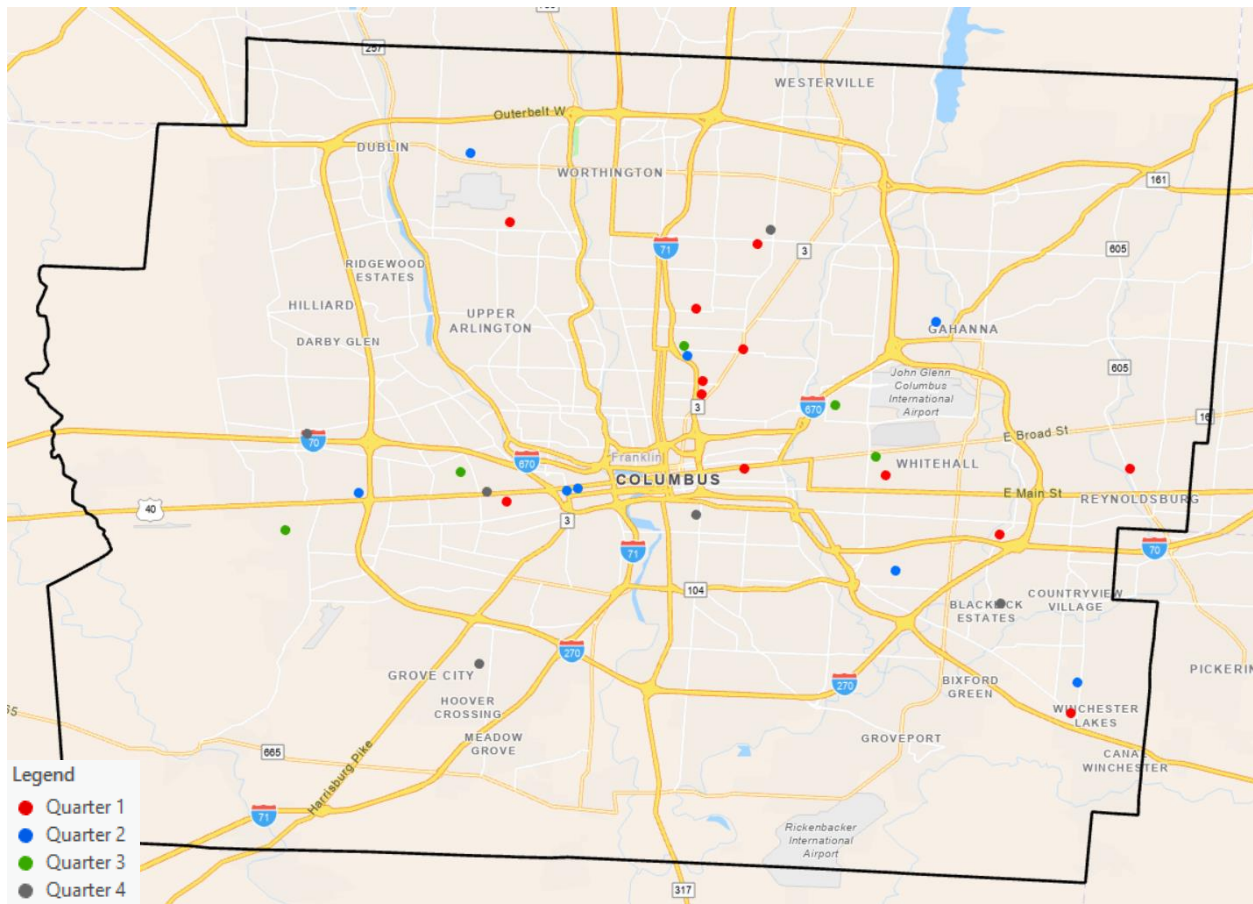 257
WESTERVILLE
Outerbelt W
DUBLIN
WORTHINGTON
161
71
3
605
RIDGEWOOD
ESTATES
HILLIARD
UPPER
ARLINGTON
DARBY GLEN
GAHANNA
John Glenn
Columbus
International
Airport
605
3
670
16
E Broad St
70
670
Franklin
COLUMBUS
WHITEHALL
E Main St
REYNOLDSBURG
40
3
71
70
104
COUNTRYVIEW
VILLAGE
ESTATES
270
GROVE CITY
HOOVER
CROSSING
MEADOW
GROVE
270
BIXFORD
GREEN
PICKERIN
WINCHESTER
LAKES
GROVEPORT
WINCHESTER
665
Harrisburg Pike
71
Rickenbacker
International
Airport
317
Legend
Quarter 1
Quarter 2
Quarter 3
Quarter 4